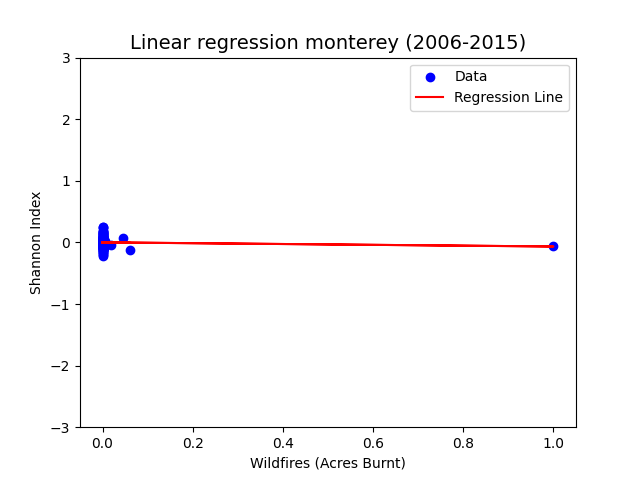 Linear regression monterey (2006-2015)
Data
Regression Line
3
2
1
0
−1
−2
−3
Shannon Index
0.0 0.2 0.4 0.6 0.8 1.0
Wildfires (Acres Burnt)